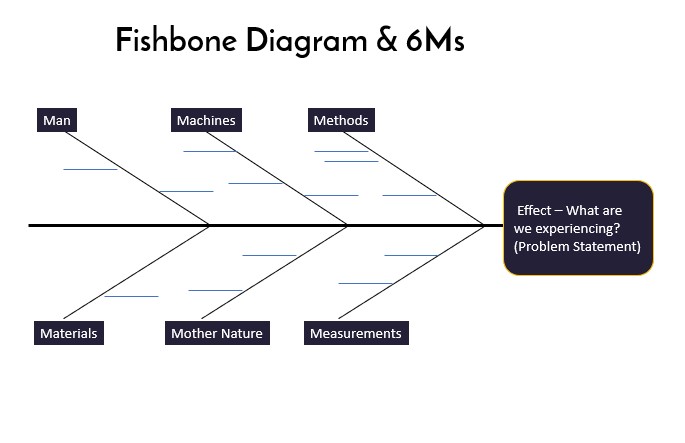 Fishbone Diagram & 6Ms
Man
Machines
Methods
Effect – What are
we experiencing?
(Problem Statement)
Materials
Mother Nature
Measurements